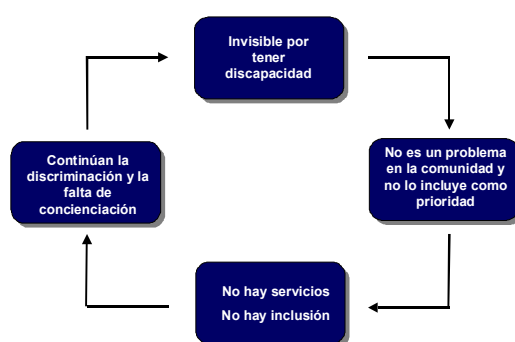 Invisible por
tener
discapacidad
No es un problema
en la comunidad y
no lo incluye como
prioridad
No hay servicios
No hay inclusión
Continúan la
discriminación y la
falta de
concienciación